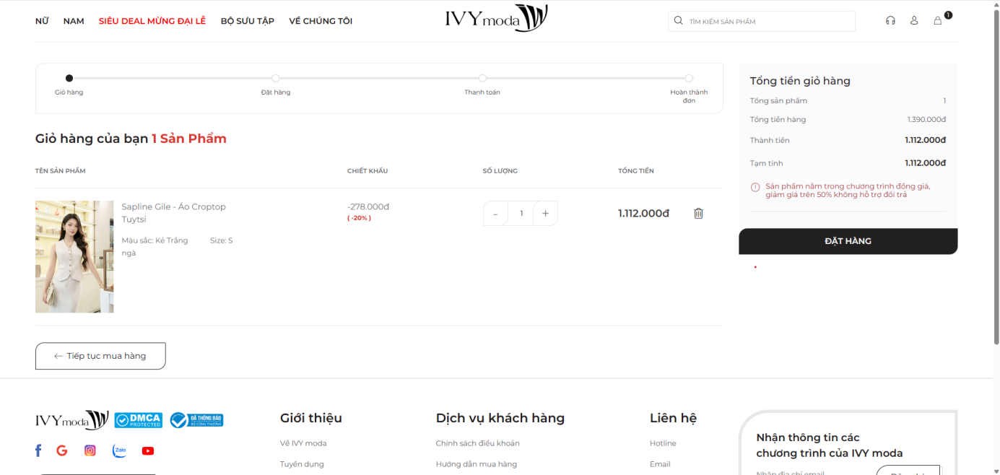 NỮ NAM SIÊU DEAL MỪNG ĐẠI LỄ BỘ SƯU TẬP VỀ CHÚNG TÔI
IVY moda
TÌM KIẾM SẢN PHẨM
1
Giỏ hàng
Đặt hàng
Thanh toán
Hoàn thành
đơn
Giỏ hàng của bạn 1 Sản Phẩm
TÊN SẢN PHẨM CHIẾT KHẤU SỐ LƯỢNG TỔNG TIỀN
Sapline Gile - Áo Croptop
Tuytsi
Màu sắc: Kẻ Trắng
ngà
Size: S
-278.000đ
( -20% )
- 1 +
1.112.000đ
Tiếp tục mua hàng
Tổng tiền giỏ hàng
Tổng sản phẩm 1
Tổng tiền hàng 1.390.000đ
Thành tiền 1.112.000đ
Tạm tính 1.112.000đ
Sản phẩm nằm trong chương trình đồng giá,
giảm giá trên 50% không hỗ trợ đổi trả
ĐẶT HÀNG
IVY moda
DMCA
PROTECTED
ĐÃ THÔNG BÁO
BỘ CÔNG THƯƠNG
Zalo
Giới thiệu
Về IVY moda
Tuyển dụng
Dịch vụ khách hàng
Chính sách điều khoản
Hướng dẫn mua hàng
Liên hệ
Hotline
Email
Nhận thông tin các
chương trình của IVY moda
Nhập địa chỉ email